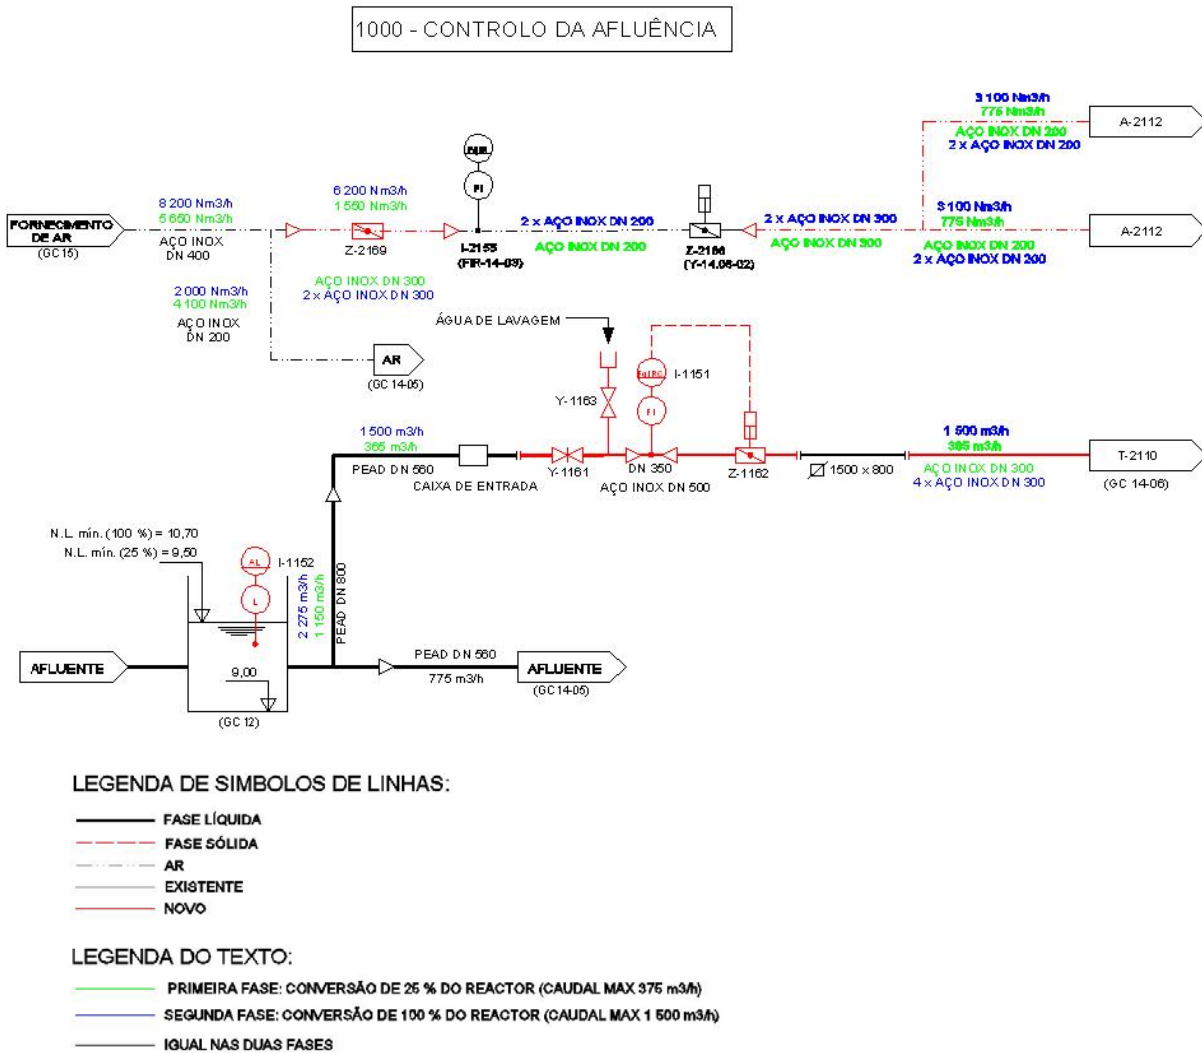 1000 - CONTROLO DA AFLUÊNCIA
3 100 Nm3/h
775 Nm3/h
AÇO INOX DN 200
2 x AÇO INOX DN 200
A-2112
FORNECIMENTO
DE AR
(GC15)
8 200 Nm3/h
5 650 Nm3/h
AÇO INOX
DN 400
6 200 Nm3/h
1 550 Nm3/h
Z-2169
AÇO INOX DN 300
2 x AÇO INOX DN 300
FI
I-2155
(FIR-14-03)
2 x AÇO INOX DN 200
AÇO INOX DN 200
Z-2166
(Y-14.06-02)
2 x AÇO INOX DN 300
AÇO INOX DN 300
3 100 Nm3/h
775 Nm3/h
AÇO INOX DN 200
2 x AÇO INOX DN 200
A-2112
2 000 Nm3/h
4 100 Nm3/h
AÇO INOX
DN 200
AR
(GC 14-05)
ÁGUA DE LAVAGEM
Y-1163
I-1151
FI
1 500 m3/h
365 m3/h
PEAD DN 560
CAIXA DE ENTRADA
Y-1161
DN 350
AÇO INOX DN 500
Z-1162
1500 x 800
1 500 m3/h
385 m3/h
AÇO INOX DN 300
4 x AÇO INOX DN 300
T-2110
(GC 14-06)
N.L. mín. (100 %) = 10,70
N.L. mín. (25 %) = 9,50
AL
I-1152
L
2 275 m3/h
1 150 m3/h
PEAD DN 800
AFLUENTE
9,00
(GC 12)
PEAD DN 560
775 m3/h
AFLUENTE
(GC14-05)
LEGENDA DE SIMBOLOS DE LINHAS:
FASE LÍQUIDA
FASE SÓLIDA
AR
EXISTENTE
NOVO
LEGENDA DO TEXTO:
PRIMEIRA FASE: CONVERSÃO DE 25 % DO REACTOR (CAUDAL MAX 375 m3/h)
SEGUNDA FASE: CONVERSÃO DE 100 % DO REACTOR (CAUDAL MAX 1 500 m3/h)
IGUAL NAS DUAS FASES